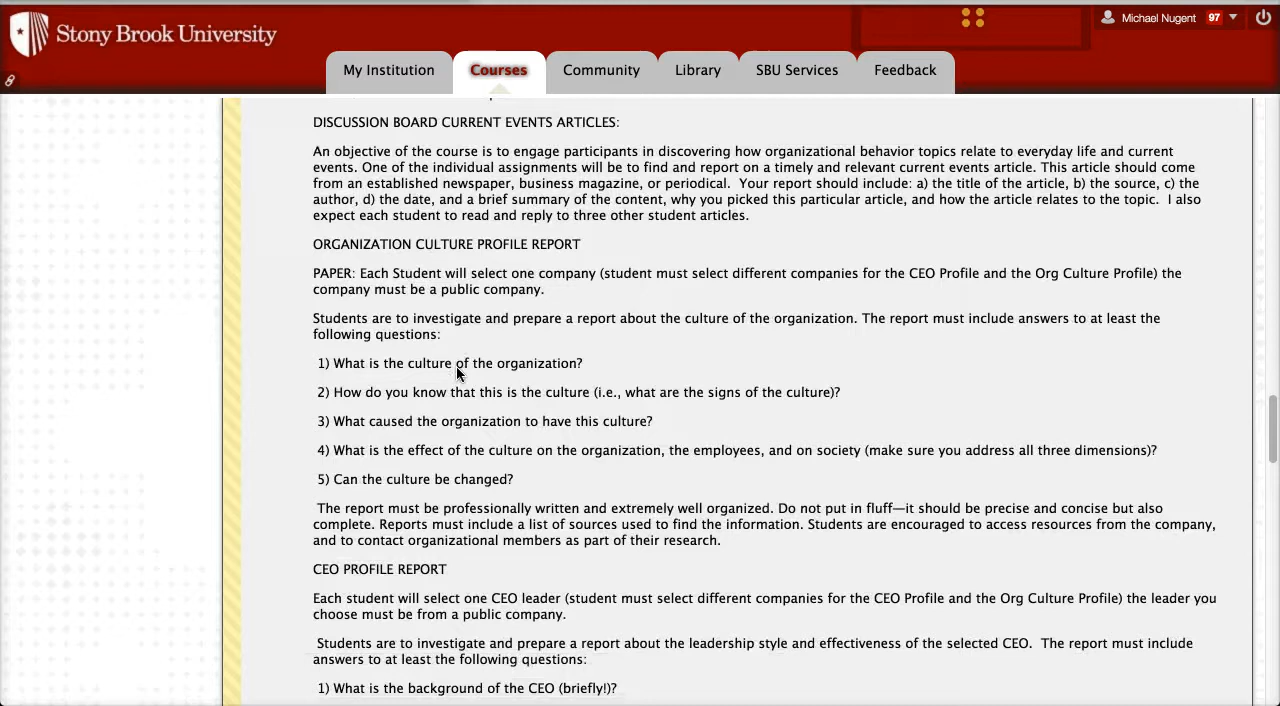 Stony Brook University
Michael Nugent 97
My Institution
Courses
Community
Library
SBU Services
Feedback
DISCUSSION BOARD CURRENT EVENTS ARTICLES:
An objective of the course is to engage participants in discovering how organizational behavior topics relate to everyday life and current
events. One of the individual assignments will be to find and report on a timely and relevant current events article. This article should come
from an established newspaper, business magazine, or periodical.  Your report should include: a) the title of the article, b) the source, c) the
author, d) the date, and a brief summary of the content, why you picked this particular article, and how the article relates to the topic.  I also
expect each student to read and reply to three other student articles.
ORGANIZATION CULTURE PROFILE REPORT
PAPER: Each Student will select one company (student must select different companies for the CEO Profile and the Org Culture Profile) the
company must be a public company.
Students are to investigate and prepare a report about the culture of the organization. The report must include answers to at least the
following questions:
1) What is the culture of the organization?
2) How do you know that this is the culture (i.e., what are the signs of the culture)?
3) What caused the organization to have this culture?
4) What is the effect of the culture on the organization, the employees, and on society (make sure you address all three dimensions)?
5) Can the culture be changed?
The report must be professionally written and extremely well organized. Do not put in fluff—it should be precise and concise but also
complete. Reports must include a list of sources used to find the information. Students are encouraged to access resources from the company,
and to contact organizational members as part of their research.
CEO PROFILE REPORT
Each student will select one CEO leader (student must select different companies for the CEO Profile and the Org Culture Profile) the leader you
choose must be from a public company.
Students are to investigate and prepare a report about the leadership style and effectiveness of the selected CEO.  The report must include
answers to at least the following questions:
1) What is the background of the CEO (briefly!)?